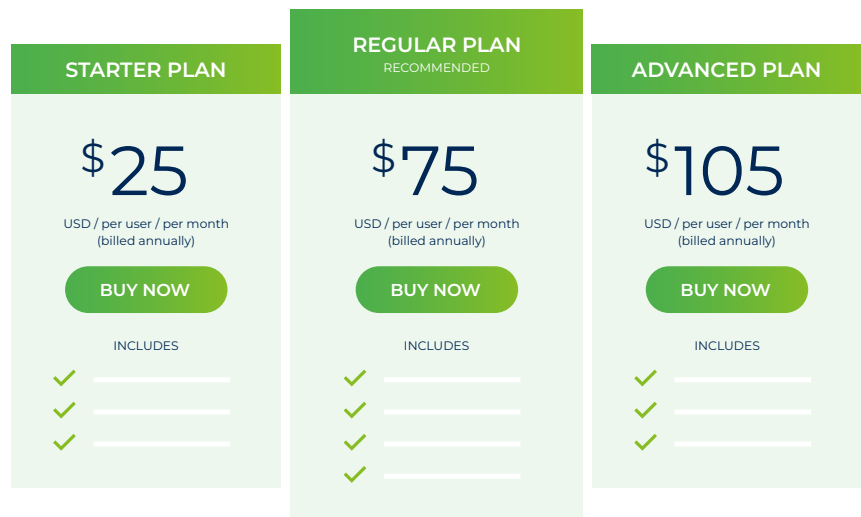 STARTER PLAN
$25
USD / per user / per month
(billed annually)
BUY NOW
INCLUDES
REGULAR PLAN
RECOMMENDED
$75
USD / per user / per month
(billed annually)
BUY NOW
INCLUDES
ADVANCED PLAN
$105
USD / per user / per month
(billed annually)
BUY NOW
INCLUDES